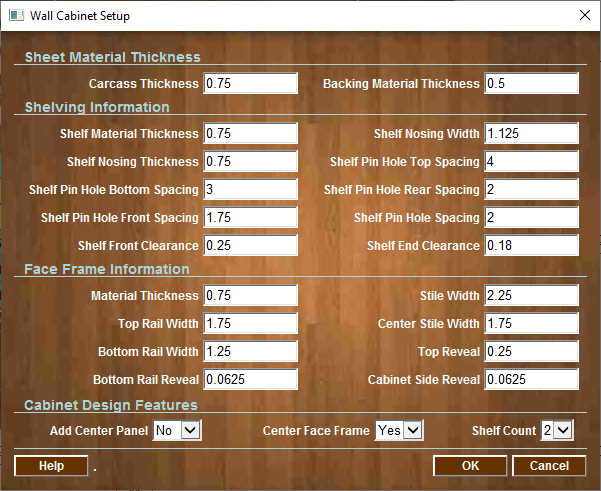 Wall Cabinet Setup
Sheet Material Thickness
Carcass Thickness 0.75 Backing Material Thickness 0.5
Shelving Information
Shelf Material Thickness 0.75 Shelf Nosing Width 1.125
Shelf Nosing Thickness 0.75 Shelf Pin Hole Top Spacing 4
Shelf Pin Hole Bottom Spacing 3 Shelf Pin Hole Rear Spacing 2
Shelf Pin Hole Front Spacing 1.75 Shelf Pin Hole Spacing 2
Shelf Front Clearance 0.25 Shelf End Clearance 0.18
Face Frame Information
Material Thickness 0.75 Stile Width 2.25
Top Rail Width 1.75 Center Stile Width 1.75
Bottom Rail Width 1.25 Top Reveal 0.25
Bottom Rail Reveal 0.0625 Cabinet Side Reveal 0.0625
Cabinet Design Features
Add Center Panel No Center Face Frame Yes Shelf Count 2
Help . OK Cancel